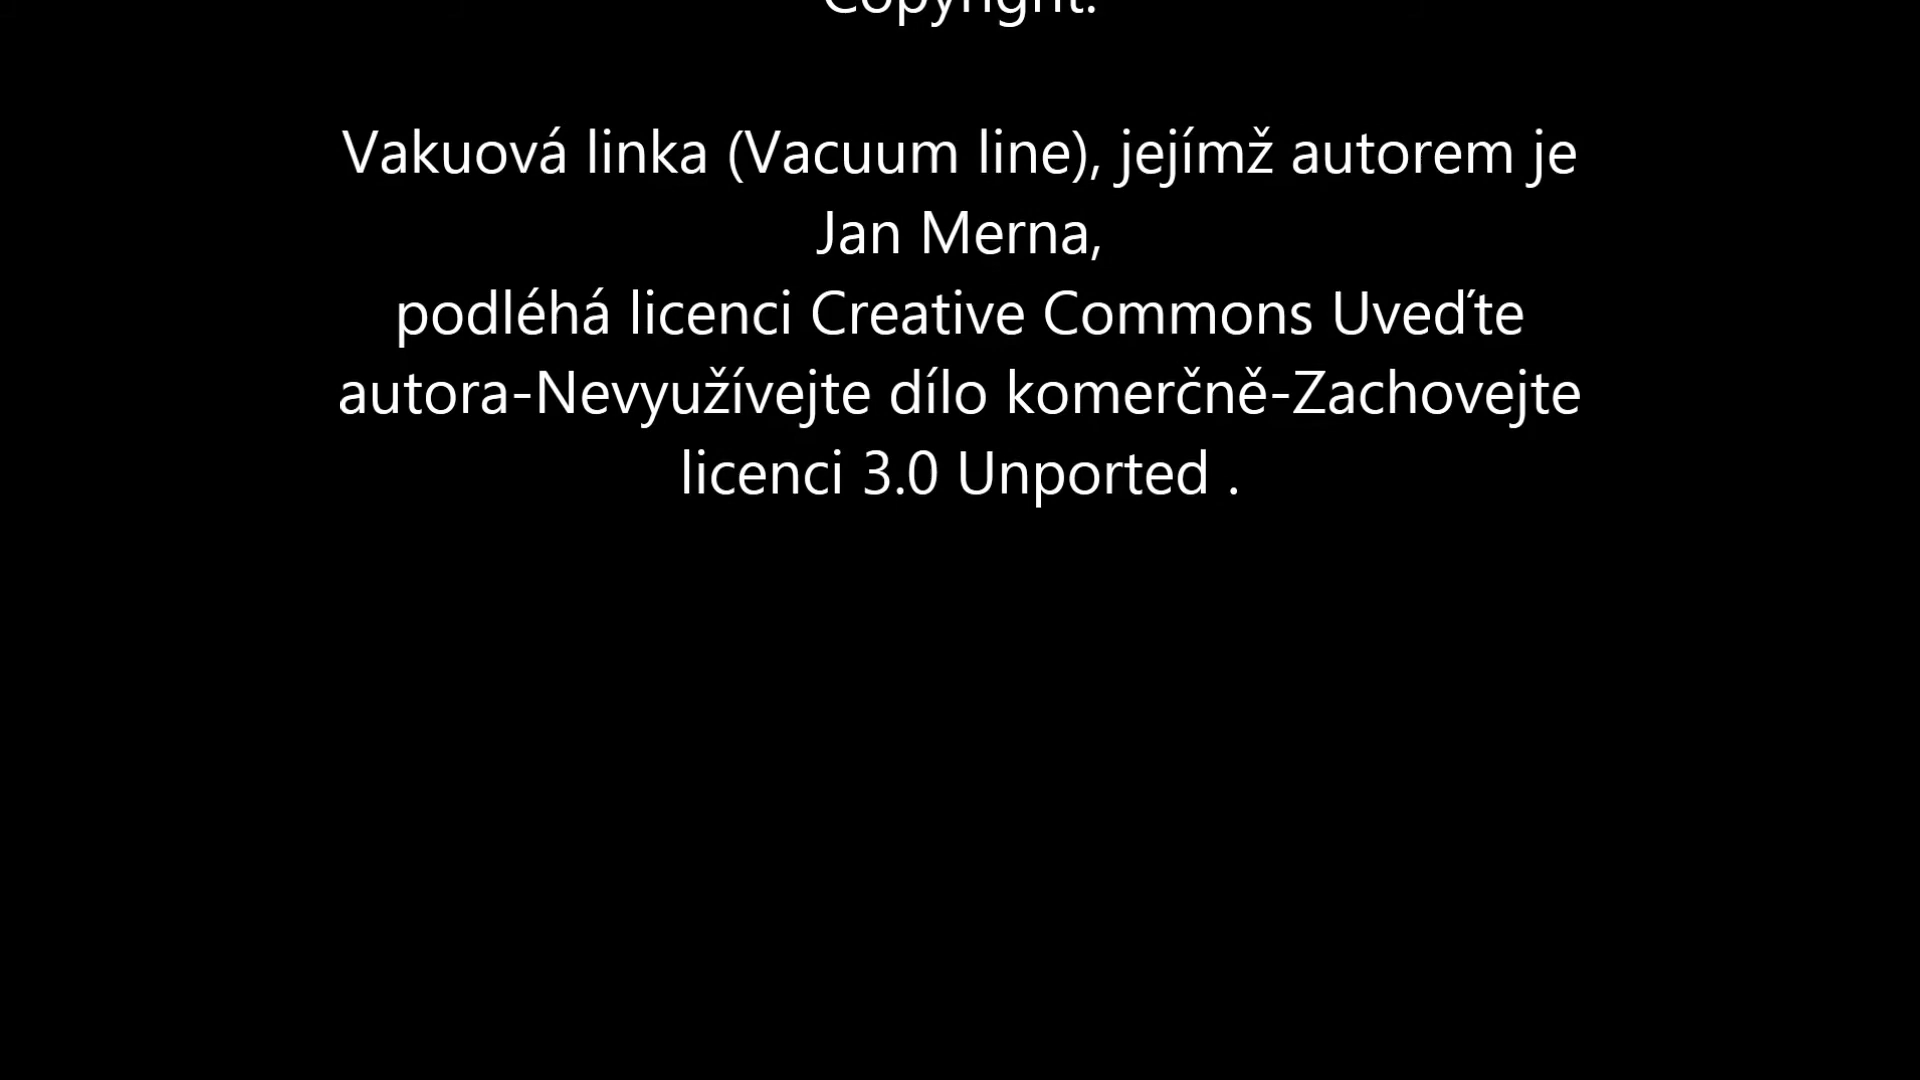 Copyright:
Vakuová linka (Vacuum line), jejímž autorem je
Jan Merna,
podléhá licenci Creative Commons Uveďte
autora-Nevyužívejte dílo komerčně-Zachovejte
licenci 3.0 Unported .